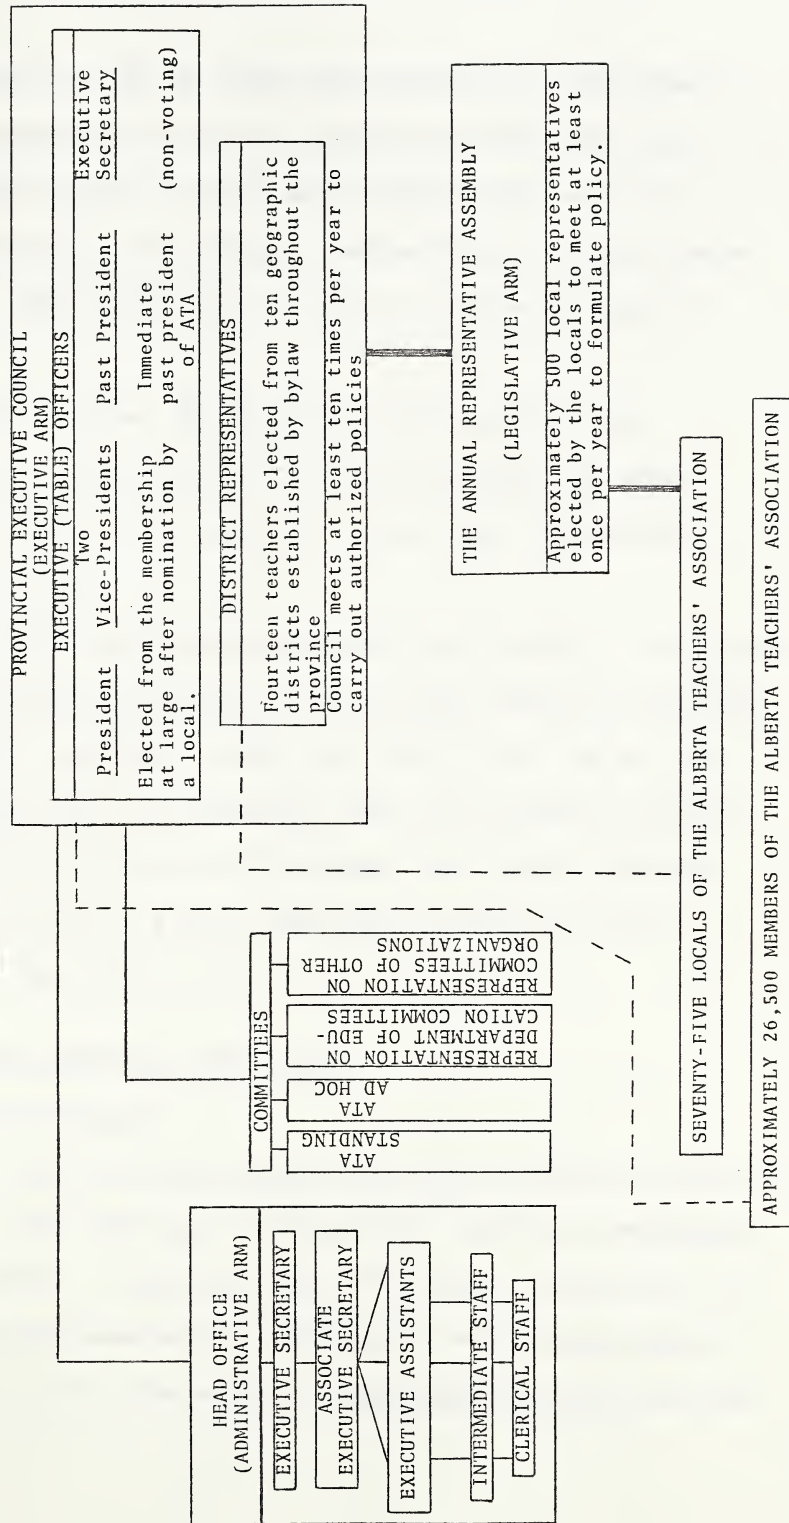 PROVINCIAL EXECUTIVE COUNCIL
(EXECUTIVE ARM)
EXECUTIVE (TABLE) OFFICERS
President
Two
Vice-Presidents
Past President
Executive
Secretary
Elected from the membership
at large after nomination by
a local.
Immediate
past president
of ATA
(non-voting)
DISTRICT REPRESENTATIVES
Fourteen teachers elected from ten geographic
districts established by bylaw throughout the
province
Council meets at least ten times per year to
carry out authorized policies
HEAD OFFICE
(ADMINISTRATIVE ARM)
EXECUTIVE SECRETARY
ASSOCIATE
EXECUTIVE SECRETARY
EXECUTIVE ASSISTANTS
INTERMEDIATE STAFF
CLERICAL STAFF
COMMITTEES
ATA
STANDING
ATA
AD HOC
REPRESENTATION ON
DEPARTMENT OF EDU-
CATION COMMITTEES
REPRESENTATION ON
COMMITTEES OF OTHER
ORGANIZATIONS
THE ANNUAL REPRESENTATIVE ASSEMBLY
(LEGISLATIVE ARM)
Approximately 500 local representatives
elected by the locals to meet at least
once per year to formulate policy.
SEVENTY-FIVE LOCALS OF THE ALBERTA TEACHERS' ASSOCIATION
APPROXIMATELY 26,500 MEMBERS OF THE ALBERTA TEACHERS' ASSOCIATION